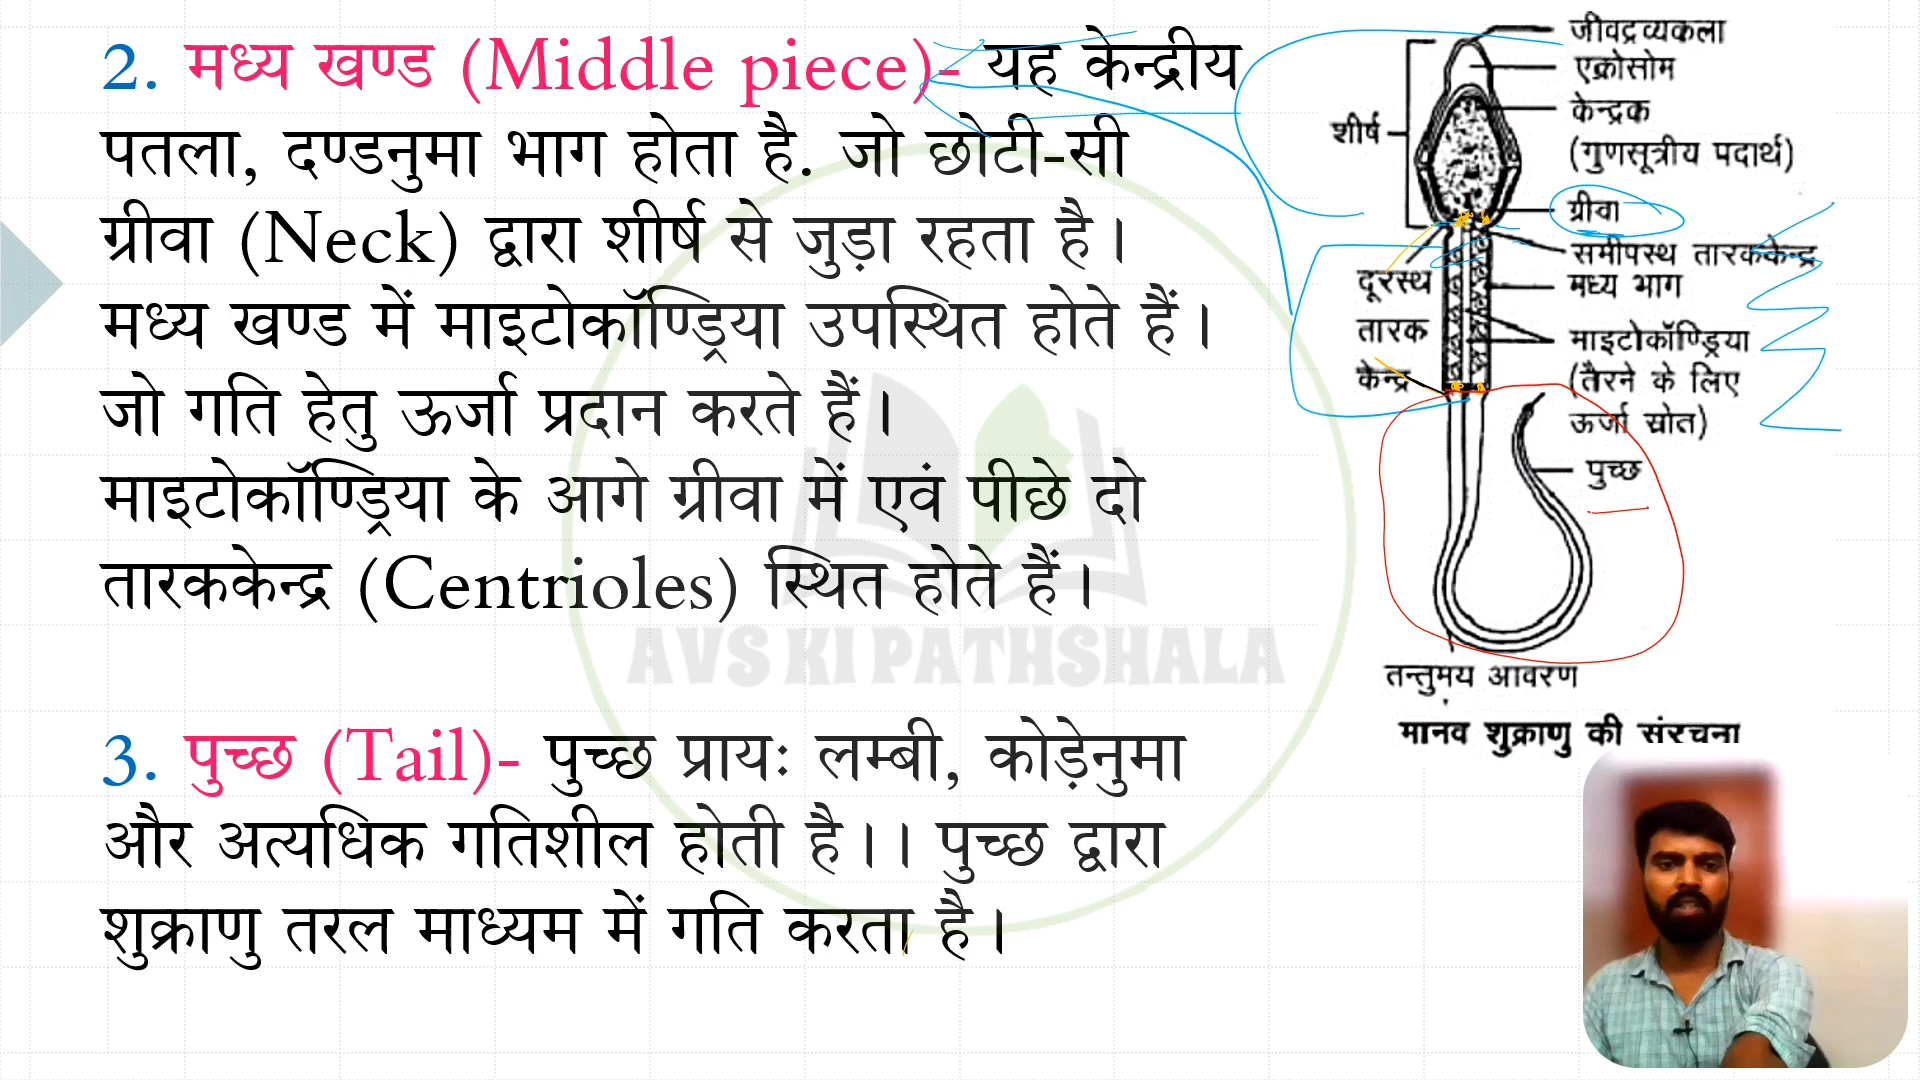 2. मध्य खण्ड (Middle piece)- यह केन्द्रीय
पतला, दण्डनुमा भाग होता है. जो छोटी-सी
ग्रीवा (Neck) द्वारा शीर्ष से जुड़ा रहता है।
मध्य खण्ड में माइटोकॉण्ड्रिया उपस्थित होते हैं।
जो गति हेतु ऊर्जा प्रदान करते हैं।
माइटोकॉण्ड्रिया के आगे ग्रीवा में एवं पीछे दो
तारककेन्द्र (Centrioles) स्थित होते हैं।
AVS KI PATHSHALA
3. पुच्छ (Tail)- पुच्छ प्रायः लम्बी, कोड़ेनुमा
और अत्यधिक गतिशील होती है।। पुच्छ द्वारा
शुक्राणु तरल माध्यम में गति करता है।
जीवद्रव्यकला
एक्रोसोम
केन्द्रक
(गुणसूत्रीय पदार्थ)
शीर्ष
ग्रीवा
समीपस्थ तारककेन्द्र
मध्य भाग
दूरस्थ
तारक
केन्द्र
माइटोकॉण्ड्रिया
(तैरने के लिए
ऊर्जा स्रोत)
पुच्छ
तन्तुमय आवरण
मानव शुक्राणु की संरचना